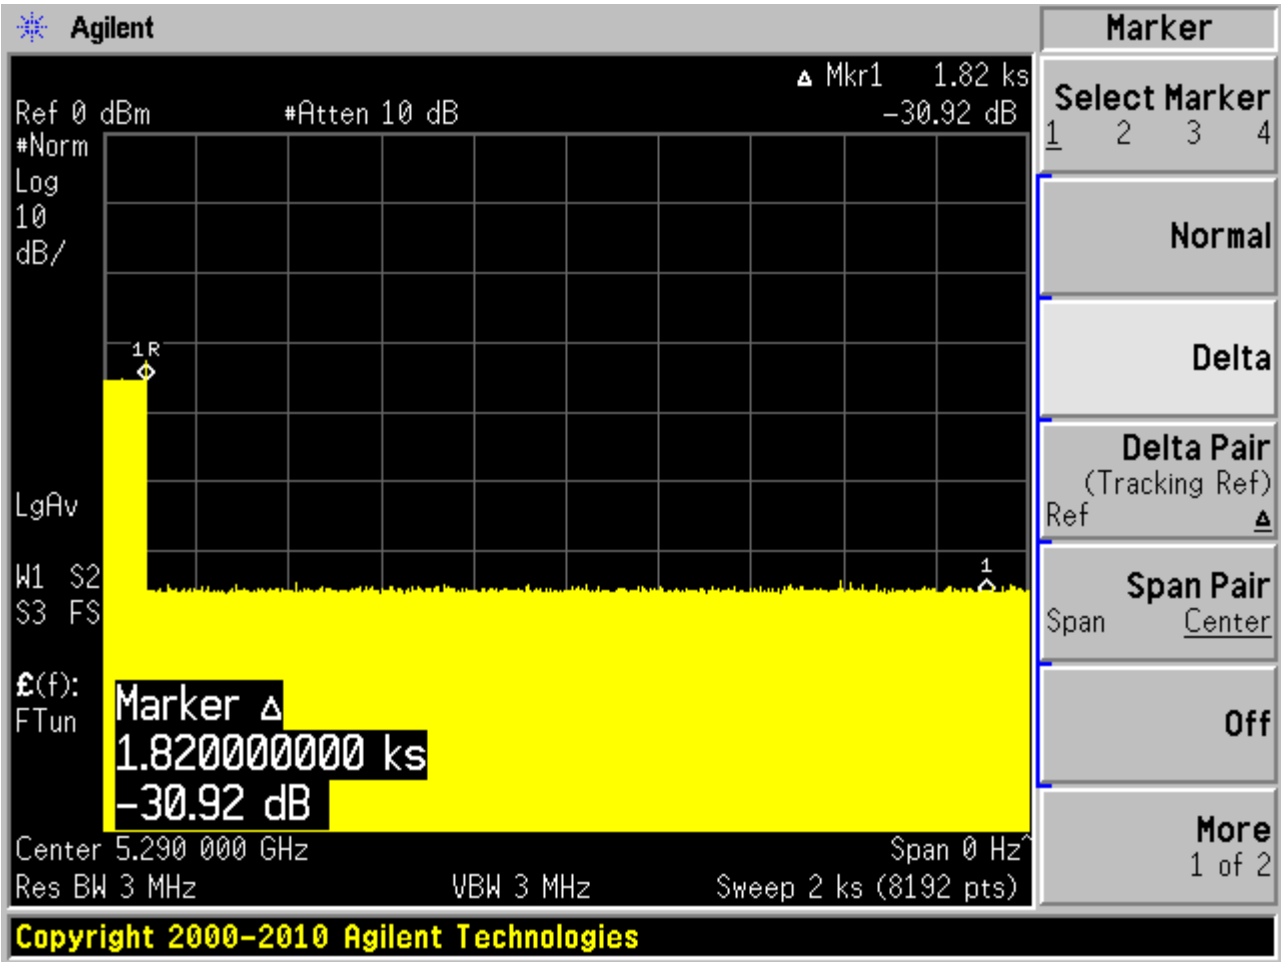 Agilent
Marker
Δ Mkr1 1.82 ks
Ref 0 dBm #Atten 10 dB -30.92 dB
#Norm
Log
10
dB/
1R
LgAv
1
W1 S2
S3 FS
£(f):
FTun
Marker Δ
1.820000000 ks
-30.92 dB
Center 5.290 000 GHz Span 0 Hz^
Res BW 3 MHz VBW 3 MHz Sweep 2 ks (8192 pts)
Copyright 2000-2010 Agilent Technologies
Select Marker
1 2 3 4
Normal
Delta
Delta Pair
(Tracking Ref)
Ref Δ
Span Pair
Span Center
Off
More
1 of 2